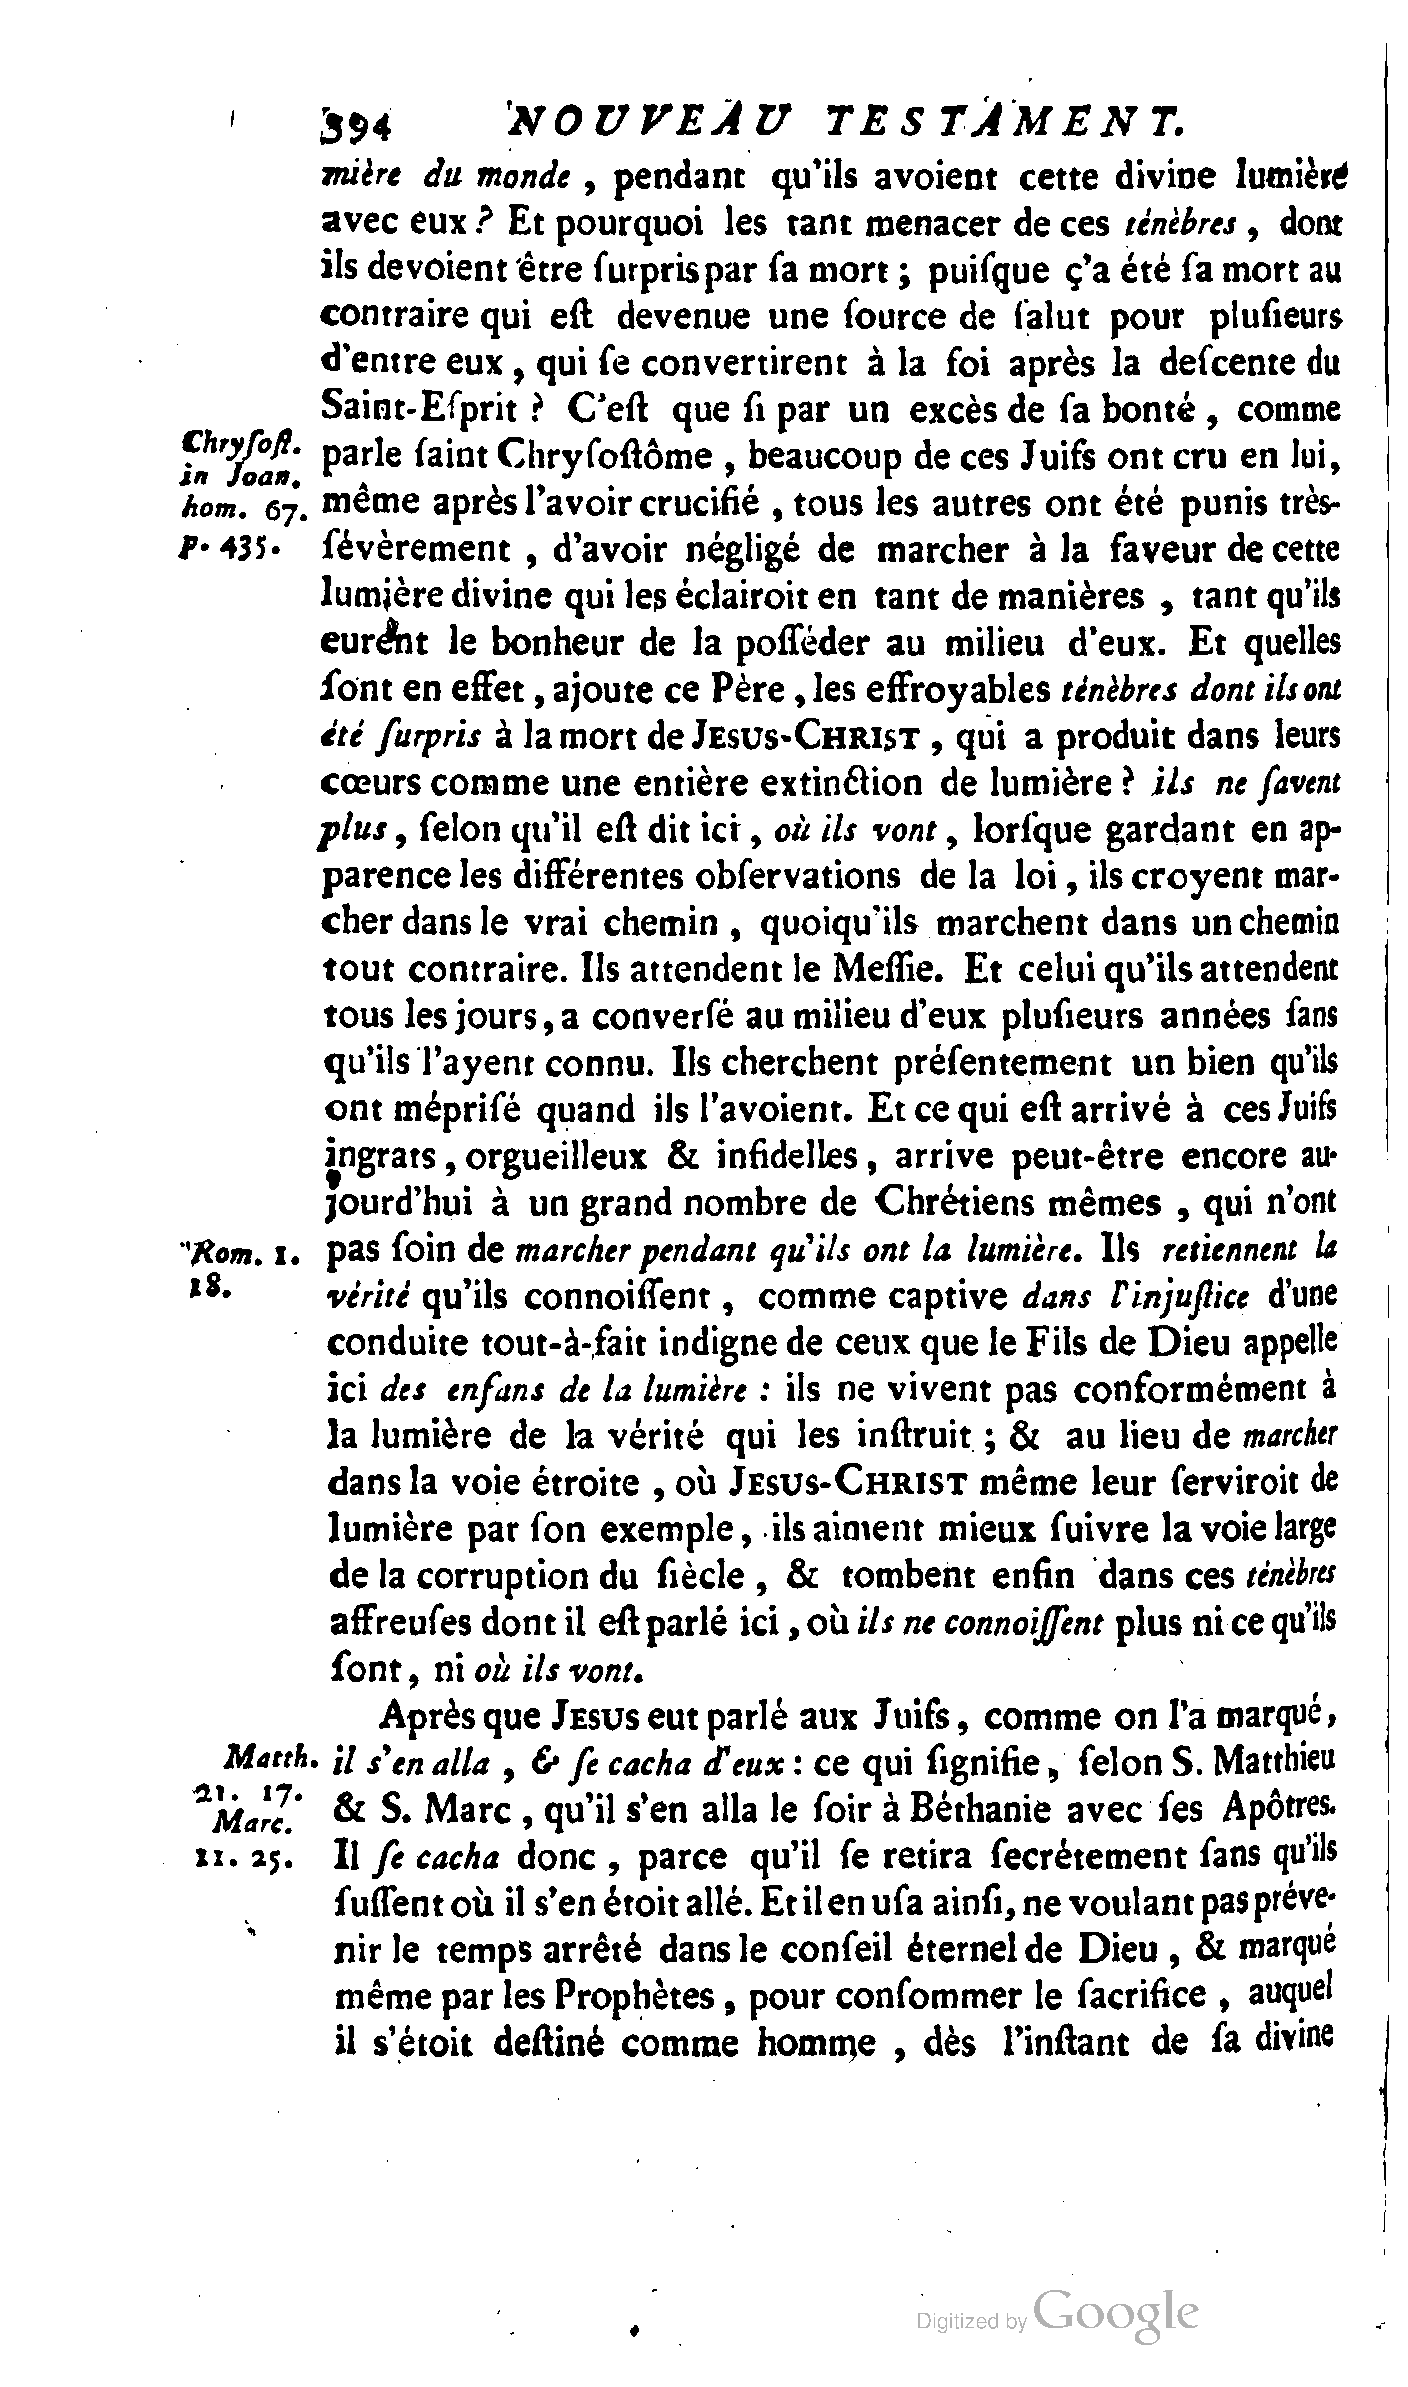 394 NOUVEAU TESTAMENT.
mière du monde, pendant qu'ils avoient cette divine lumière
avec eux? Et pourquoi les tant menacer de ces ténèbres, dont
ils devoient être ſurpris par ſa mort; puiſque ç'a été ſa mort au
contraire qui eſt devenue une ſource de ſalut pour pluſieurs
d'entre eux, qui ſe convertirent à la foi après la deſcente du
Saint-Eſprit? C'eſt que ſi par un excès de ſa bonté, comme
Chryſoſt.
in Joan.
hom. 67.
p. 435.
parle ſaint Chryſoſtôme, beaucoup de ces Juifs ont cru en lui,
même après l'avoir crucifié, tous les autres ont été punis très-
ſévèrement, d'avoir négligé de marcher à la faveur de cette
lumière divine qui les éclairoit en tant de manières, tant qu'ils
eurent le bonheur de la poſſéder au milieu d'eux. Et quelles
ſont en effet, ajoute ce Père, les effroyables ténèbres dont ils ont
été ſurpris à la mort de JESUS-CHRIST, qui a produit dans leurs
cœurs comme une entière extinction de lumière? ils ne ſavent
plus, ſelon qu'il eſt dit ici, où ils vont, lorſque gardant en ap-
parence les différentes obſervations de la loi, ils croyent mar-
cher dans le vrai chemin, quoiqu'ils marchent dans un chemin
tout contraire. Ils attendent le Meſſie. Et celui qu'ils attendent
tous les jours, a converſé au milieu d'eux pluſieurs années ſans
qu'ils l'ayent connu. Ils cherchent préſentement un bien qu'ils
ont mépriſé quand ils l'avoient. Et ce qui eſt arrivé à ces Juifs
ingrats, orgueilleux & infidelles, arrive peut-être encore au-
jourd'hui à un grand nombre de Chrétiens mêmes, qui n'ont
Rom. 1.
18.
pas ſoin de marcher pendant qu'ils ont la lumière. Ils retiennent la
vérité qu'ils connoiſſent, comme captive dans l'injuſtice d'une
conduite tout-à-fait indigne de ceux que le Fils de Dieu appelle
ici des enfans de la lumière : ils ne vivent pas conformément à
la lumière de la vérité qui les inſtruit; & au lieu de marcher
dans la voie étroite, où JESUS-CHRIST même leur ſerviroit de
lumière par ſon exemple, ils aiment mieux ſuivre la voie large
de la corruption du ſiècle, & tombent enfin dans ces ténèbres
affreuſes dont il eſt parlé ici, où ils ne connoiſſent plus ni ce qu'ils
ſont, ni où ils vont.
Après que JESUS eut parlé aux Juifs, comme on l'a marqué,
Matth.
21. 17.
Marc.
11. 25.
il s'en alla, & ſe cacha d'eux : ce qui ſignifie, ſelon S. Matthieu
& S. Marc, qu'il s'en alla le ſoir à Béthanie avec ſes Apôtres.
Il ſe cacha donc, parce qu'il ſe retira ſecrétement ſans qu'ils
ſuſſent où il s'en étoit allé. Et il en uſa ainſi, ne voulant pas préve-
nir le temps arrêté dans le conſeil éternel de Dieu, & marqué
même par les Prophètes, pour conſommer le ſacrifice, auquel
il s'étoit deſtiné comme homme, dès l'inſtant de ſa divine
Digitized by Google